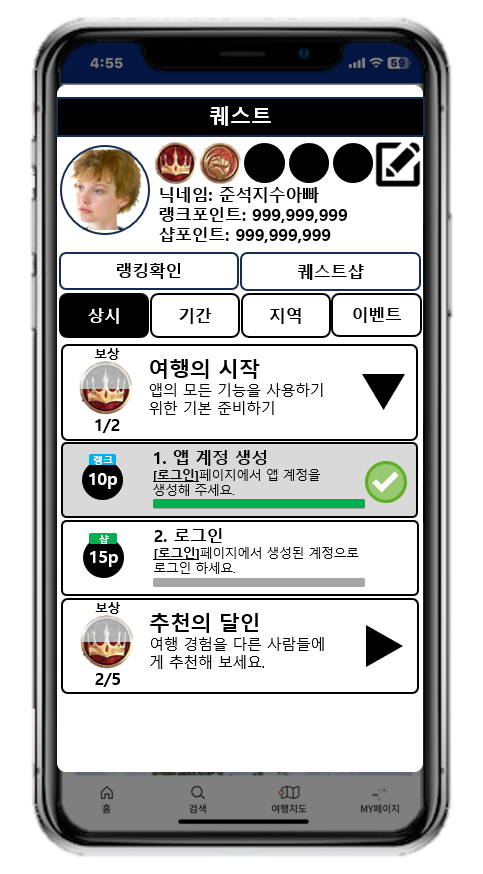 4:55
59
퀘스트
닉네임: 준석지수아빠
랭크포인트: 999,999,999
샵포인트: 999,999,999
랭킹확인
퀘스트샵
상시
기간
지역
이벤트
보상
여행의 시작
앱의 모든 기능을 사용하기
위한 기본 준비하기
1/2
랭크
10p
1. 앱 계정 생성
[로그인]페이지에서 앱 계정을
생성해 주세요.
샵
15p
2. 로그인
[로그인]페이지에서 생성된 계정으로
로그인 하세요.
보상
추천의 달인
여행 경험을 다른 사람들에
게 추천해 보세요.
2/5
홈
검색
여행지도
MY페이지